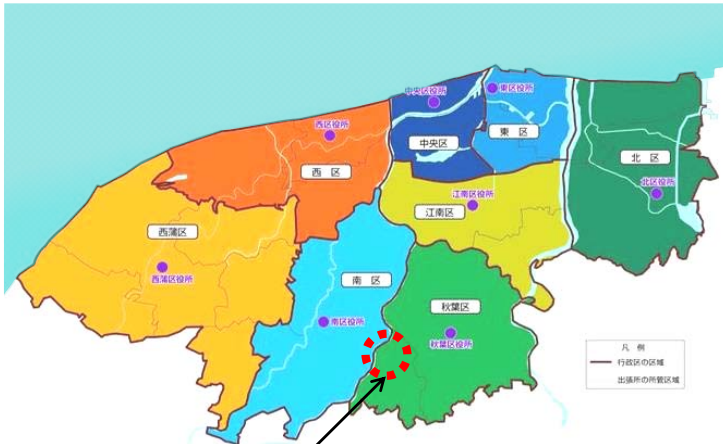 中央区役所
東区役所
西区役所
中央区
東 区
西 区
北 区
北区役所
江南区役所
江南区
西蒲区
西蒲区役所
南 区
秋葉区
南区役所
秋葉区役所
凡 例
行政区の区域
出張所の所管区域